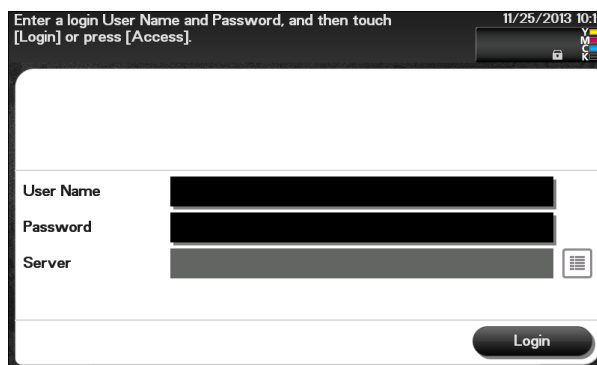 Enter a login User Name and Password, and then touch
[Login] or press [Access].
11/25/2013 10:1
Y
M
C
K
User Name
Password
Server
Login